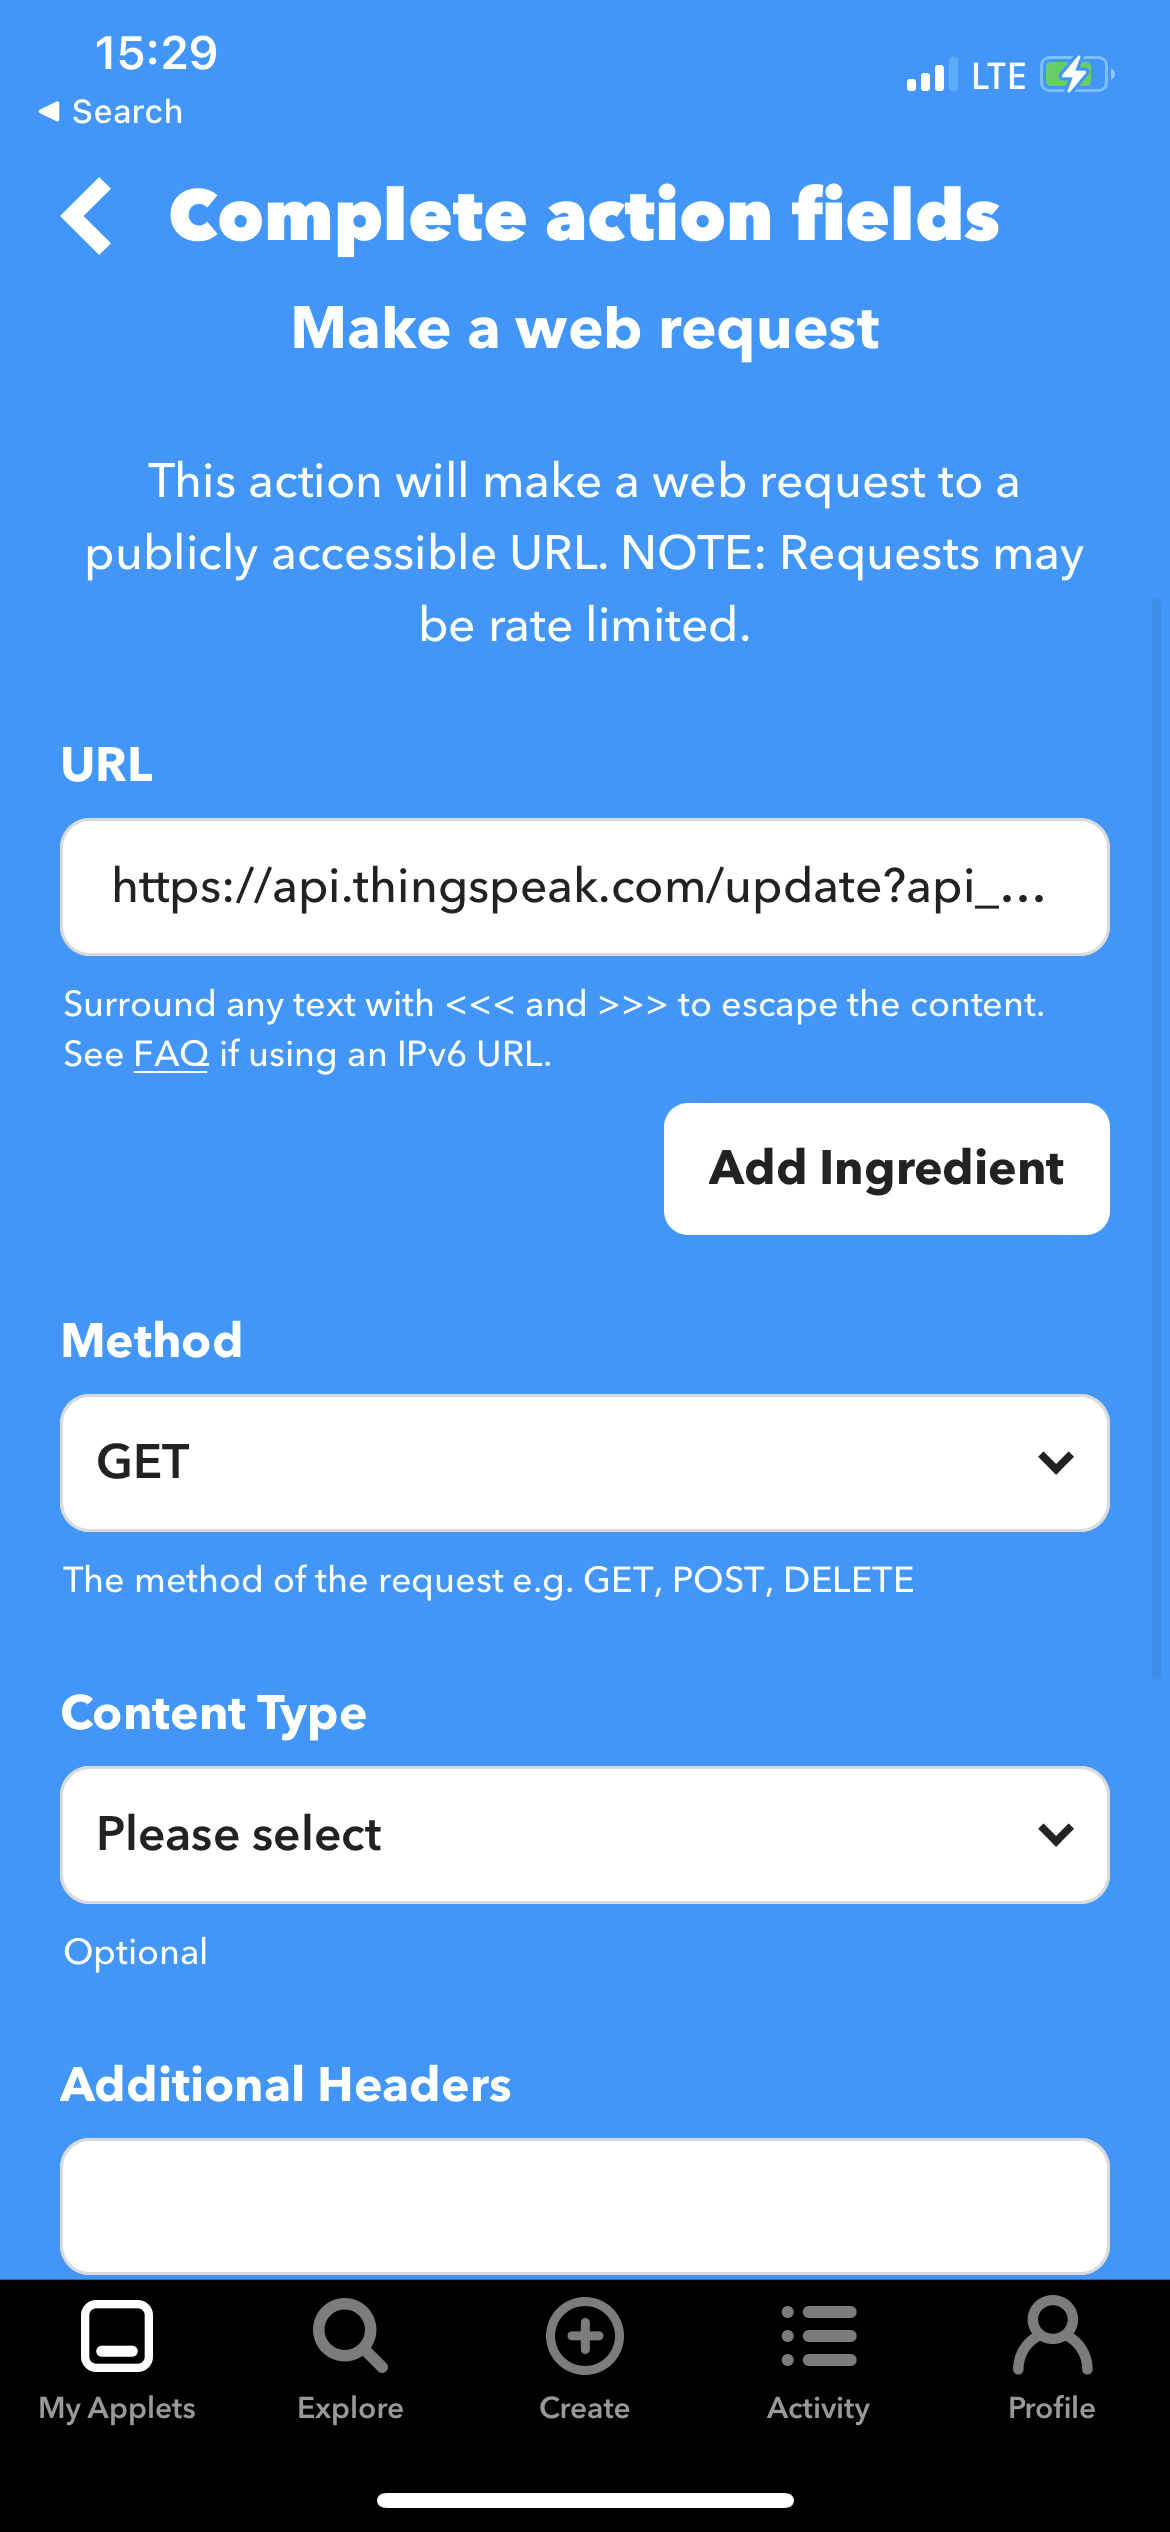 15:29
LTE
Search
Complete action fields
Make a web request
This action will make a web request to a
publicly accessible URL. NOTE: Requests may
be rate limited.
URL
https://api.thingspeak.com/update?api_...
Surround any text with <<< and >>> to escape the content.
See FAQ if using an IPv6 URL.
Add Ingredient
Method
GET
The method of the request e.g. GET, POST, DELETE
Content Type
Please select
Optional
Additional Headers
My Applets
Explore
Create
Activity
Profile